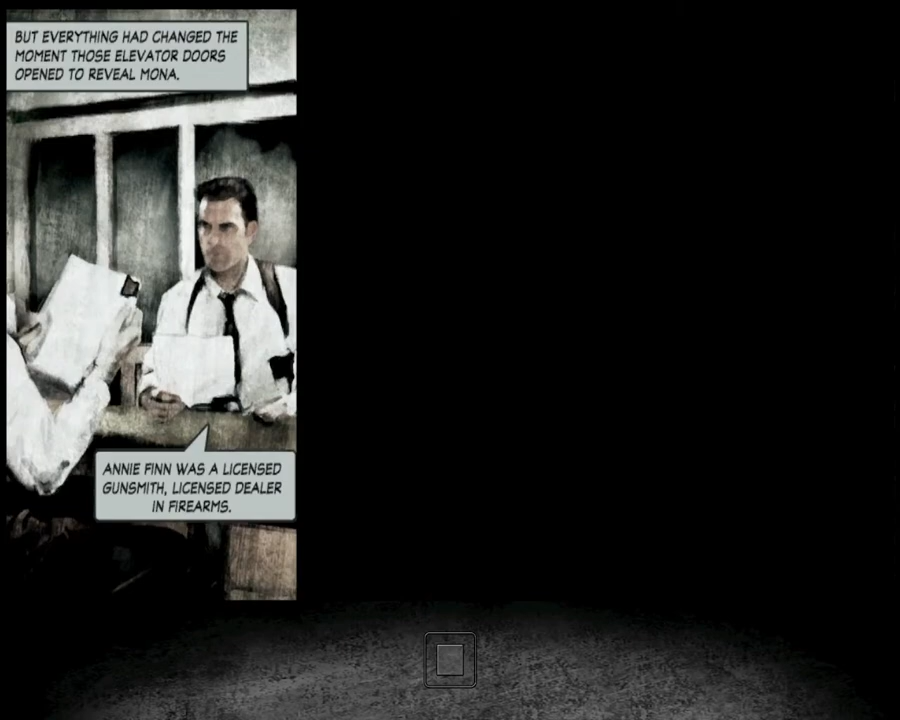 BUT EVERYTHING HAD CHANGED THE
MOMENT THOSE ELEVATOR DOORS
OPENED TO REVEAL MONA.
ANNIE FINN WAS A LICENSED
GUNSMITH, LICENSED DEALER
IN FIREARMS.